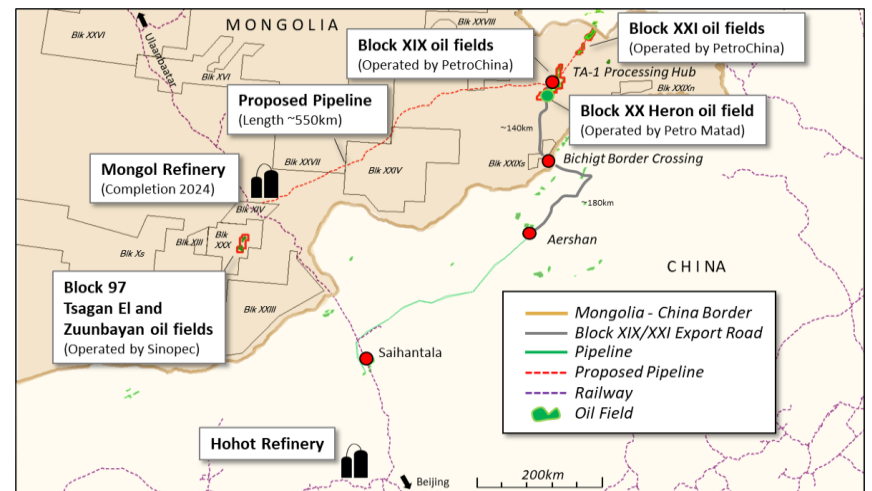 MONGOLIA
Blk XXVI
Ulaanbaatar
Blk XVI
Blk XXVIII
Block XIX oil fields
(Operated by PetroChina)
Block XXI oil fields
(Operated by PetroChina)
TA-1 Processing Hub
Blk XXIXn
Proposed Pipeline
(Length ~550km)
Block XX Heron oil field
(Operated by Petro Matad)
~140km
Mongol Refinery
(Completion 2024)
Blk XXVII
Blk XXIV
Blk XXIXs
Bichigt Border Crossing
~180km
Blk XIV
Blk XIII
Blk
XXX
Blk Xs
Aershan
CHINA
Block 97
Tsagan El and
Zuunbayan oil fields
(Operated by Sinopec)
Blk XXIII
Saihantala
Mongolia - China Border
Block XIX/XXI Export Road
Pipeline
Proposed Pipeline
Railway
Oil Field
Hohot Refinery
Beijing
200km